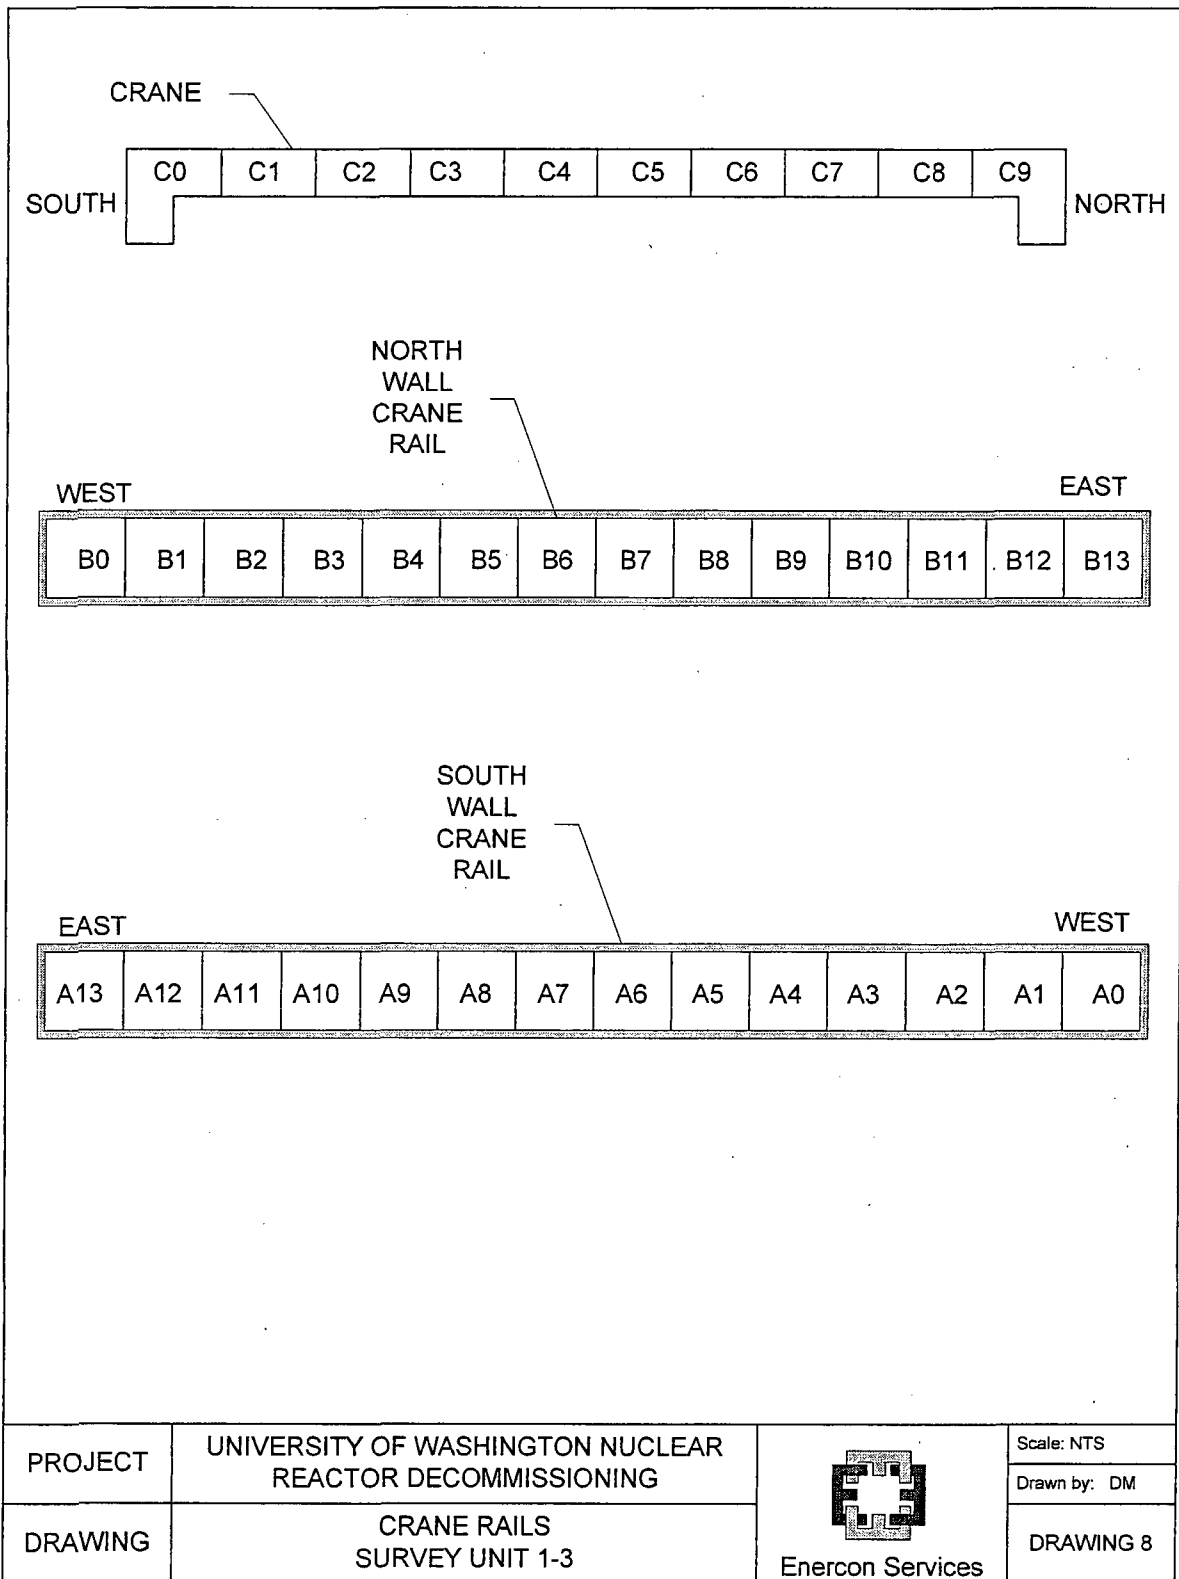 CRANE
C0 C1 C2 C3 C4 C5 C6 C7 C8 C9
SOUTH
NORTH
NORTH
WALL
CRANE
RAIL
WEST
EAST
B0 B1 B2 B3 B4 B5 B6 B7 B8 B9 B10 B11 B12 B13
SOUTH
WALL
CRANE
RAIL
EAST
WEST
A13 A12 A11 A10 A9 A8 A7 A6 A5 A4 A3 A2 A1 A0
PROJECT
UNIVERSITY OF WASHINGTON NUCLEAR
REACTOR DECOMMISSIONING
DRAWING
CRANE RAILS
SURVEY UNIT 1-3
Enercon Services
Scale: NTS
Drawn by: DM
DRAWING 8